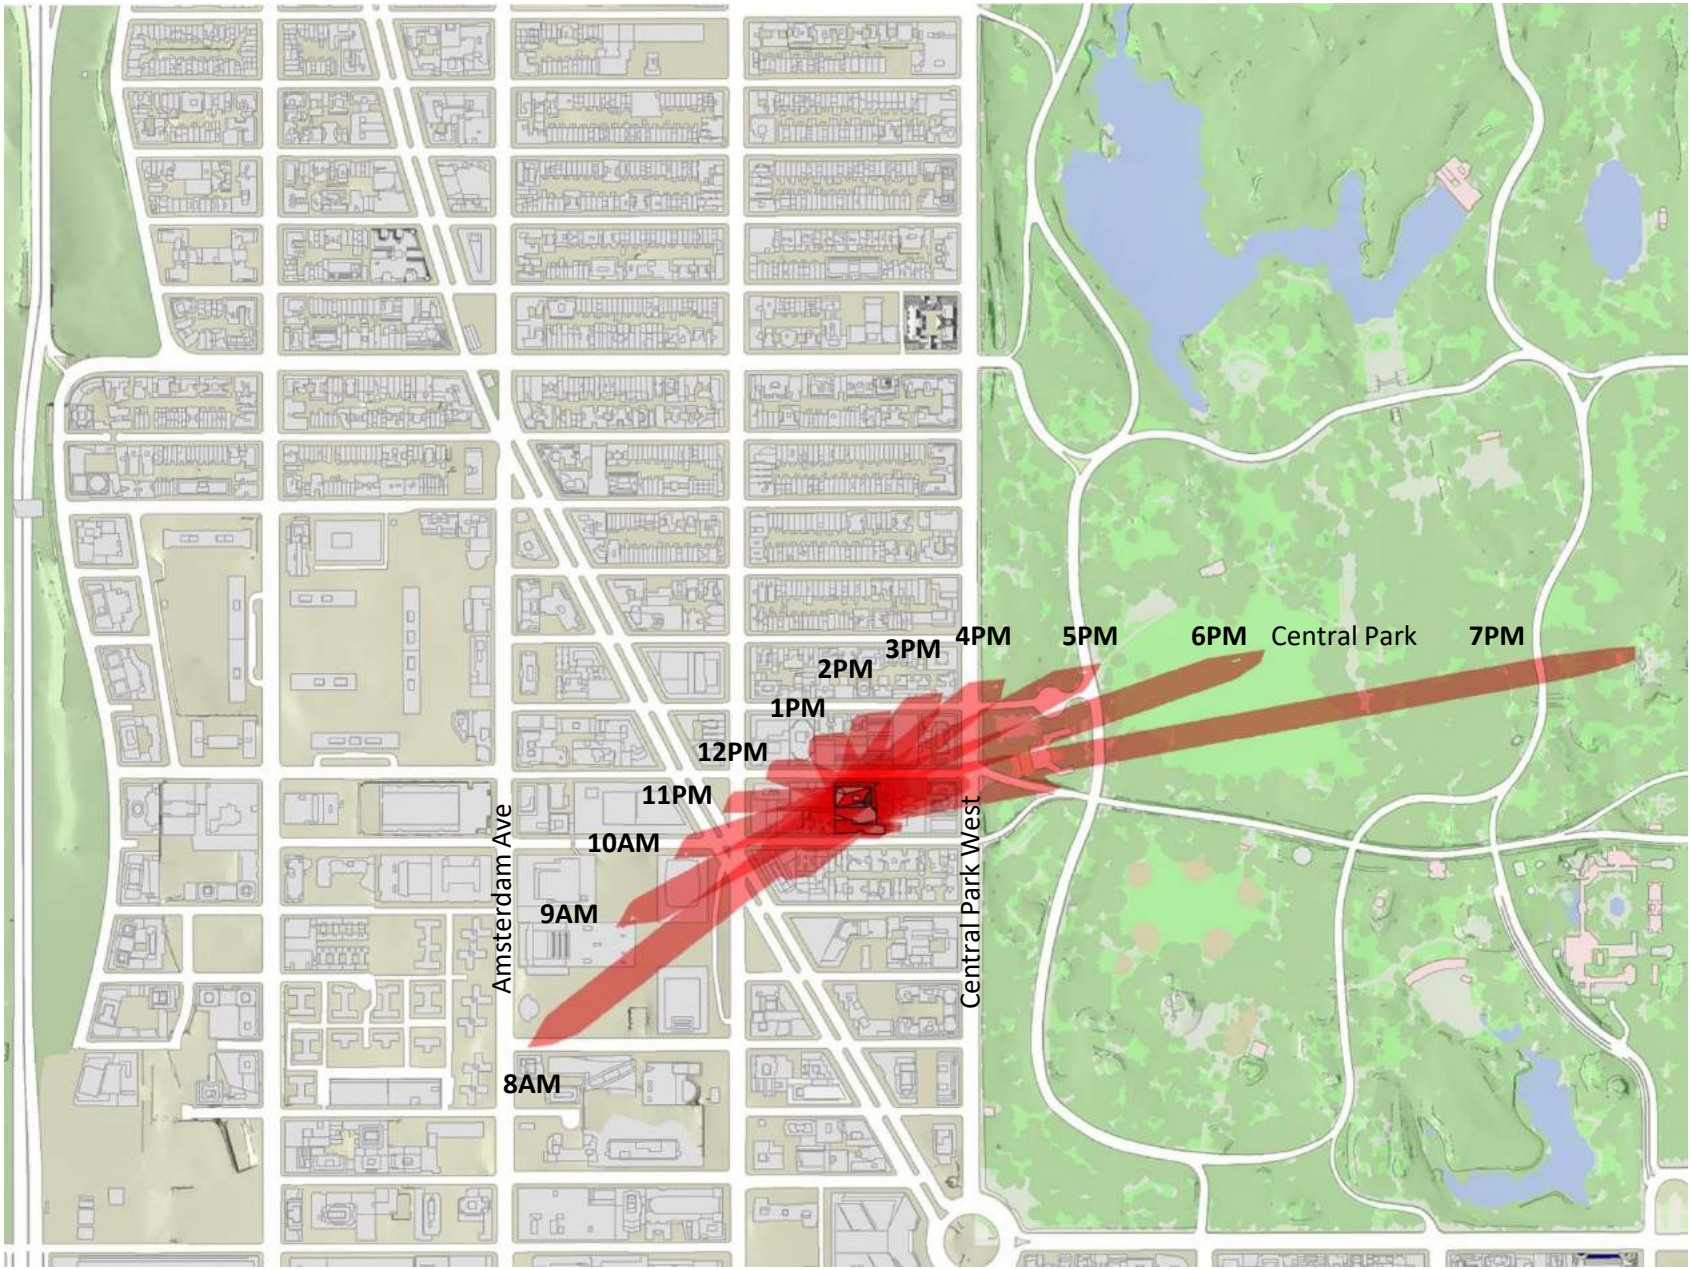 4PM
5PM
6PM
Central Park
7PM
3PM
2PM
1PM
12PM
11PM
10AM
9AM
8AM
Amsterdam Ave
Central Park West